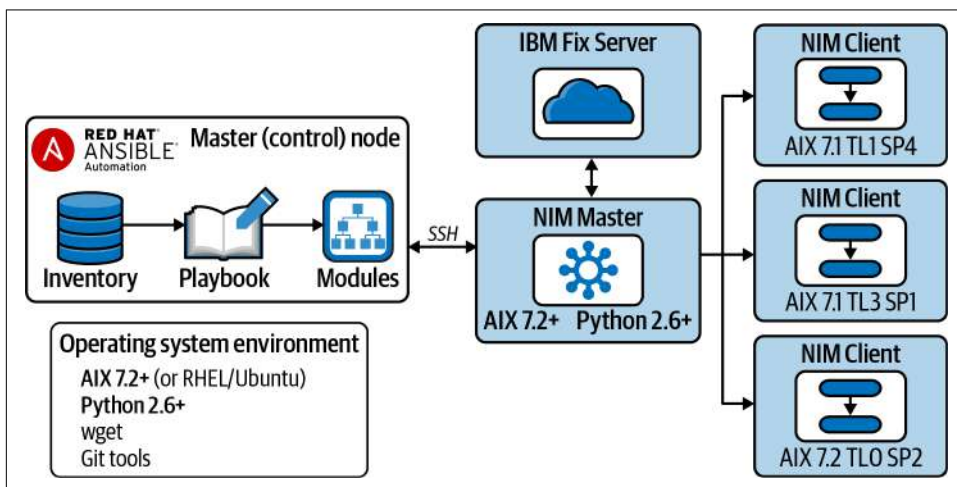 RED HAT
ANSIBLE
Automation
Master (control) node
Inventory
Playbook
Modules
Operating system environment
AIX 7.2+ (or RHEL/Ubuntu)
Python 2.6+
wget
Git tools
SSH
IBM Fix Server
NIM Master
AIX 7.2+ Python 2.6+
NIM Client
AIX 7.1 TL1 SP4
NIM Client
AIX 7.1 TL3 SP1
NIM Client
AIX 7.2 TL0 SP2